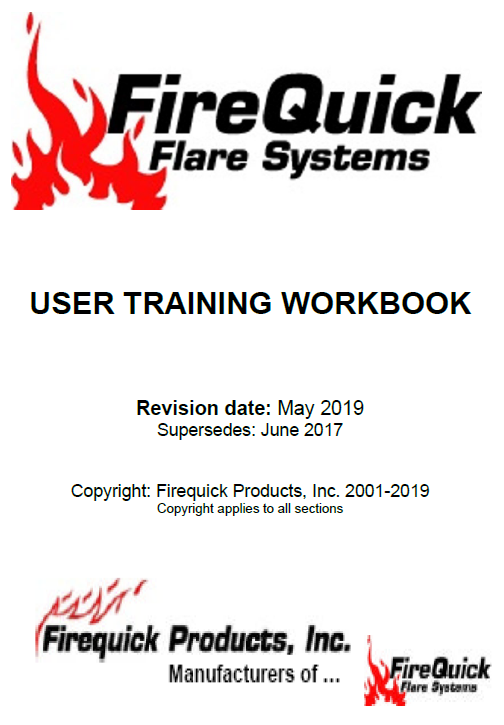 FireQuick
Flare Systems
USER TRAINING WORKBOOK
Revision date: May 2019
Supersedes: June 2017
Copyright: Firequick Products, Inc. 2001-2019
Copyright applies to all sections
Firequick Products, Inc.
Manufacturers of ...
FireQuick
Flare Systems